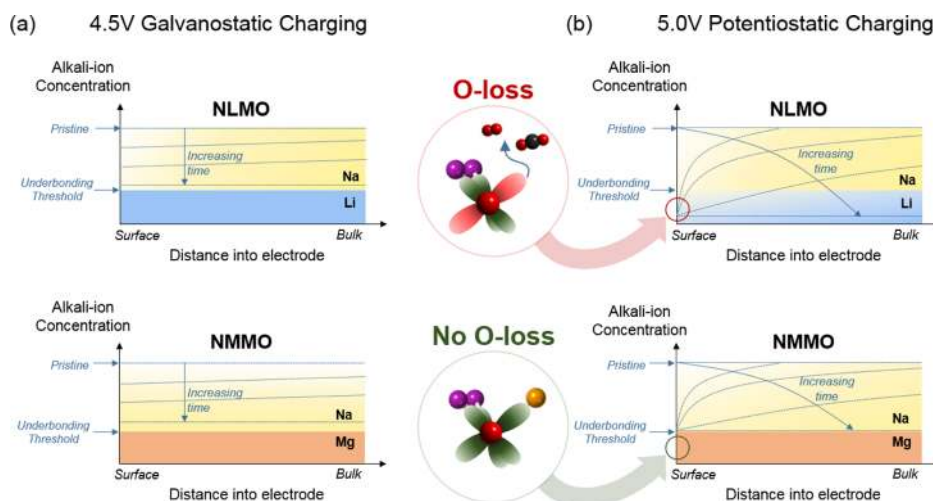 (a) 4.5V Galvanostatic Charging
Alkali-ion
Concentration
NLMO
Pristine
Increasing
time
Underbonding
Threshold
Na
Li
Surface
Bulk
Distance into electrode
Alkali-ion
Concentration
NMMO
Pristine
Increasing
time
Underbonding
Threshold
Na
Mg
Surface
Bulk
Distance into electrode
O-loss
No O-loss
(b) 5.0V Potentiostatic Charging
Alkali-ion
Concentration
NLMO
Pristine
Increasing
time
Underbonding
Threshold
Na
Li
Surface
Bulk
Distance into electrode
Alkali-ion
Concentration
NMMO
Pristine
Increasing
time
Underbonding
Threshold
Na
Mg
Surface
Bulk
Distance into electrode